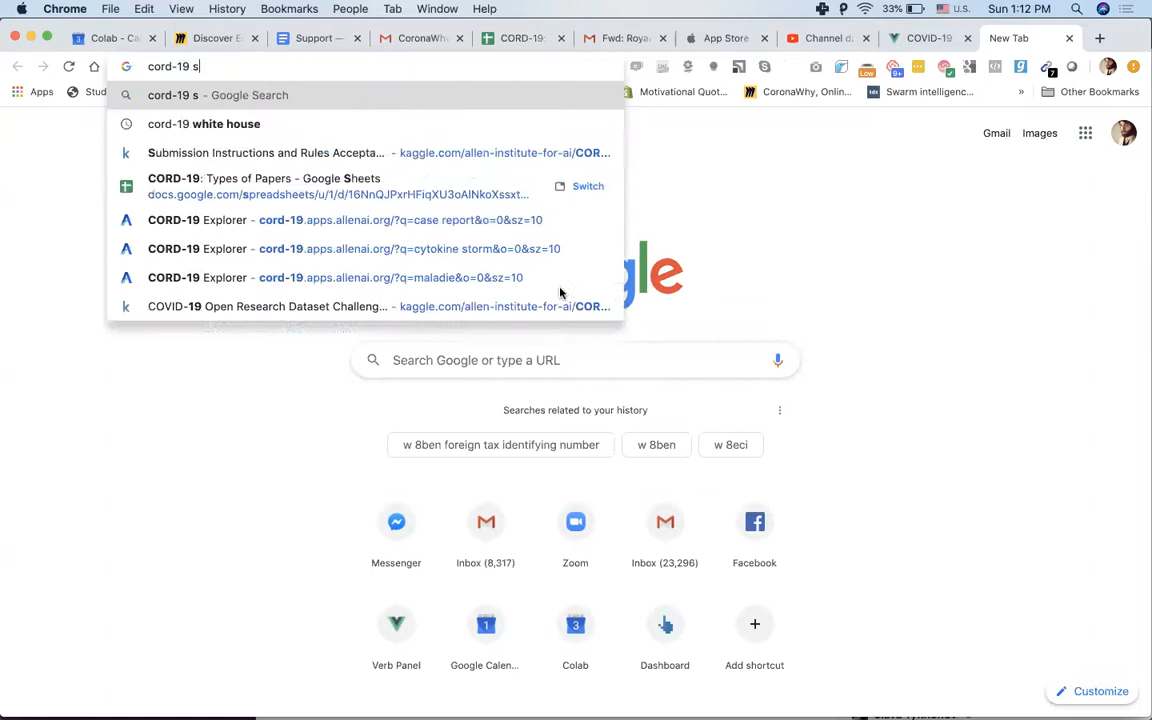 Chrome File Edit View History Bookmarks People Tab Window Help 33% U.S. Sun 1:12 PM
Colab - Ca Discover E Support — CoronaWh CORD-19: Fwd: Roya App Store Channel d COVID-19 New Tab
cord-19 s
Low 9+ 7
Apps Stud Motivational Quot... CoronaWhy, Onlin... Swarm intelligenc... » Other Bookmarks
cord-19 s - Google Search
cord-19 white house
Submission Instructions and Rules Accepta... - kaggle.com/allen-institute-for-ai/COR...
CORD-19: Types of Papers - Google Sheets
docs.google.com/spreadsheets/u/1/d/16NnQJPxrHFiqXU3oAlNkoXssxt...
Switch
CORD-19 Explorer - cord-19.apps.allenai.org/?q=case report&o=0&sz=10
CORD-19 Explorer - cord-19.apps.allenai.org/?q=cytokine storm&o=0&sz=10
CORD-19 Explorer - cord-19.apps.allenai.org/?q=maladie&o=0&sz=10
COVID-19 Open Research Dataset Challeng... - kaggle.com/allen-institute-for-ai/COR...
Gmail Images
gle
Search Google or type a URL
Searches related to your history
w 8ben foreign tax identifying number w 8ben w 8eci
Messenger Inbox (8,317) Zoom Inbox (23,296) Facebook
1 3
Verb Panel Google Calen... Colab Dashboard Add shortcut
Customize